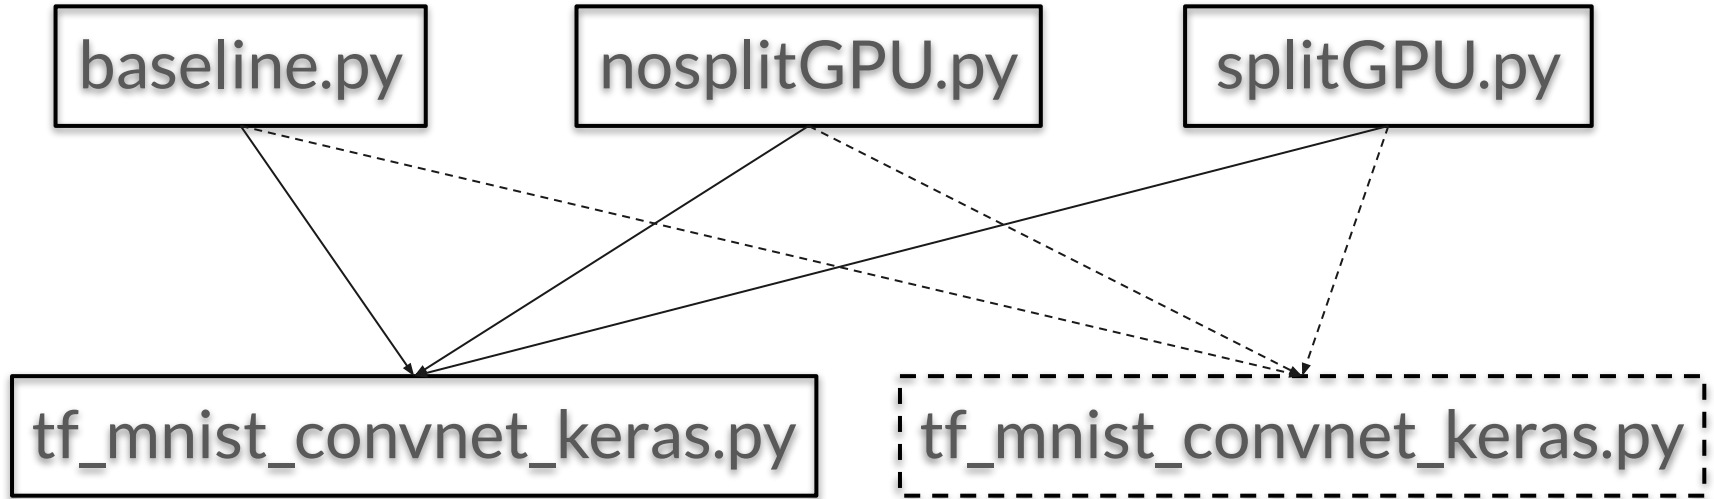 baseline.py
nosplitGPU.py
splitGPU.py
tf_mnist_convnet_keras.py
tf_mnist_convnet_keras.py